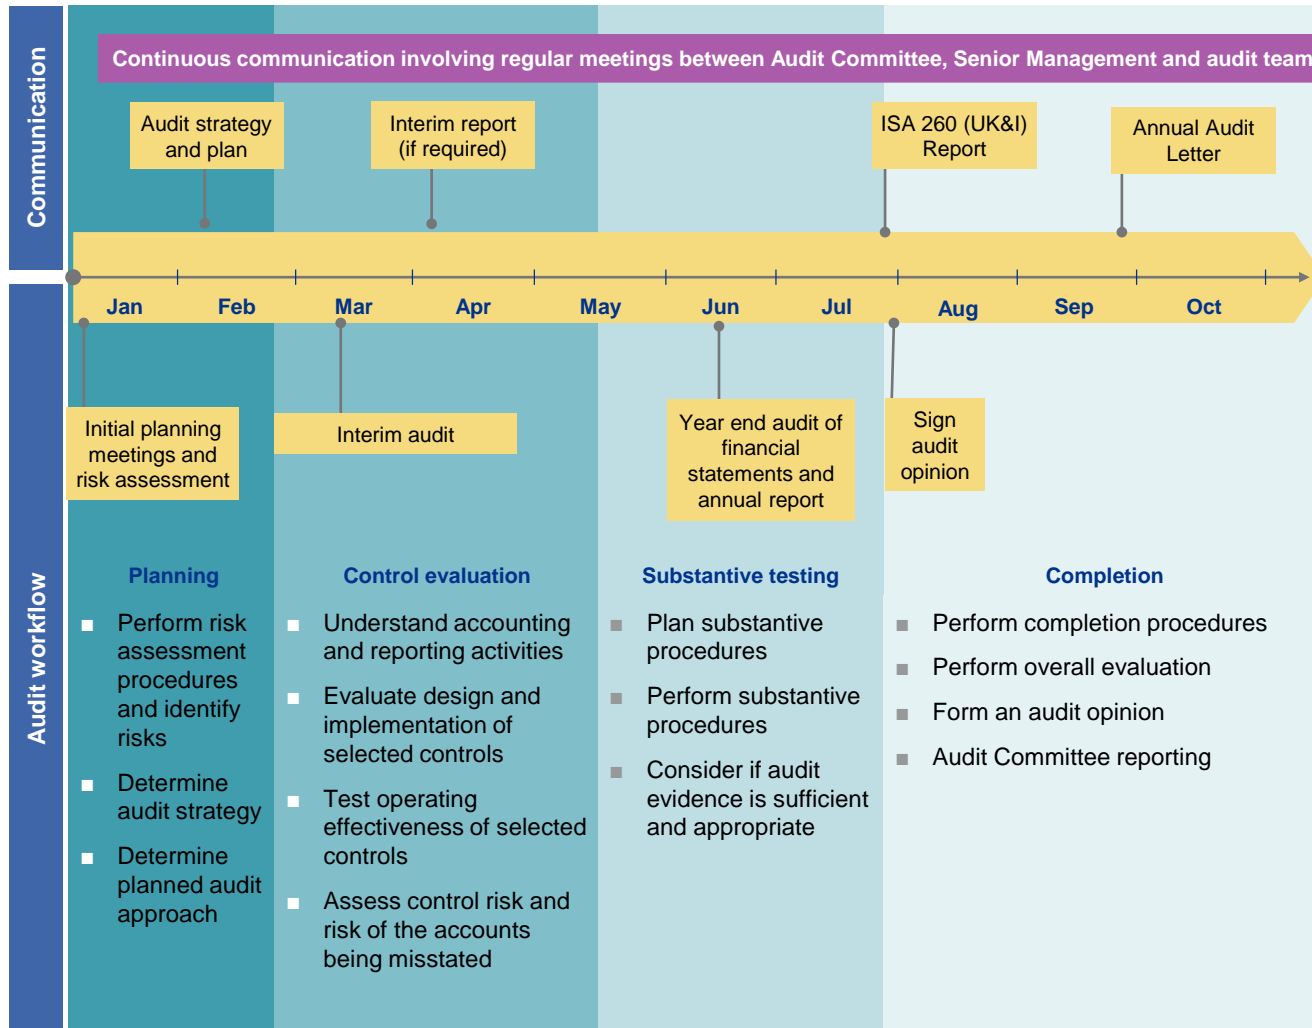 Communication
Continuous communication involving regular meetings between Audit Committee, Senior Management and audit team
Audit strategy
and plan
Interim report
(if required)
ISA 260 (UK&I)
Report
Annual Audit
Letter
Jan
Feb
Mar
Apr
May
Jun
Jul
Aug
Sep
Oct
Initial planning
meetings and
risk assessment
Interim audit
Year end audit of
financial
statements and
annual report
Sign
audit
opinion
Audit workflow
Planning
Perform risk
assessment
procedures
and identify
risks
Determine
audit strategy
Determine
planned audit
approach
Control evaluation
Understand accounting
and reporting activities
Evaluate design and
implementation of
selected controls
Test operating
effectiveness of selected
controls
Assess control risk and
risk of the accounts
being misstated
Substantive testing
Plan substantive
procedures
Perform substantive
procedures
Consider if audit
evidence is sufficient
and appropriate
Completion
Perform completion procedures
Perform overall evaluation
Form an audit opinion
Audit Committee reporting